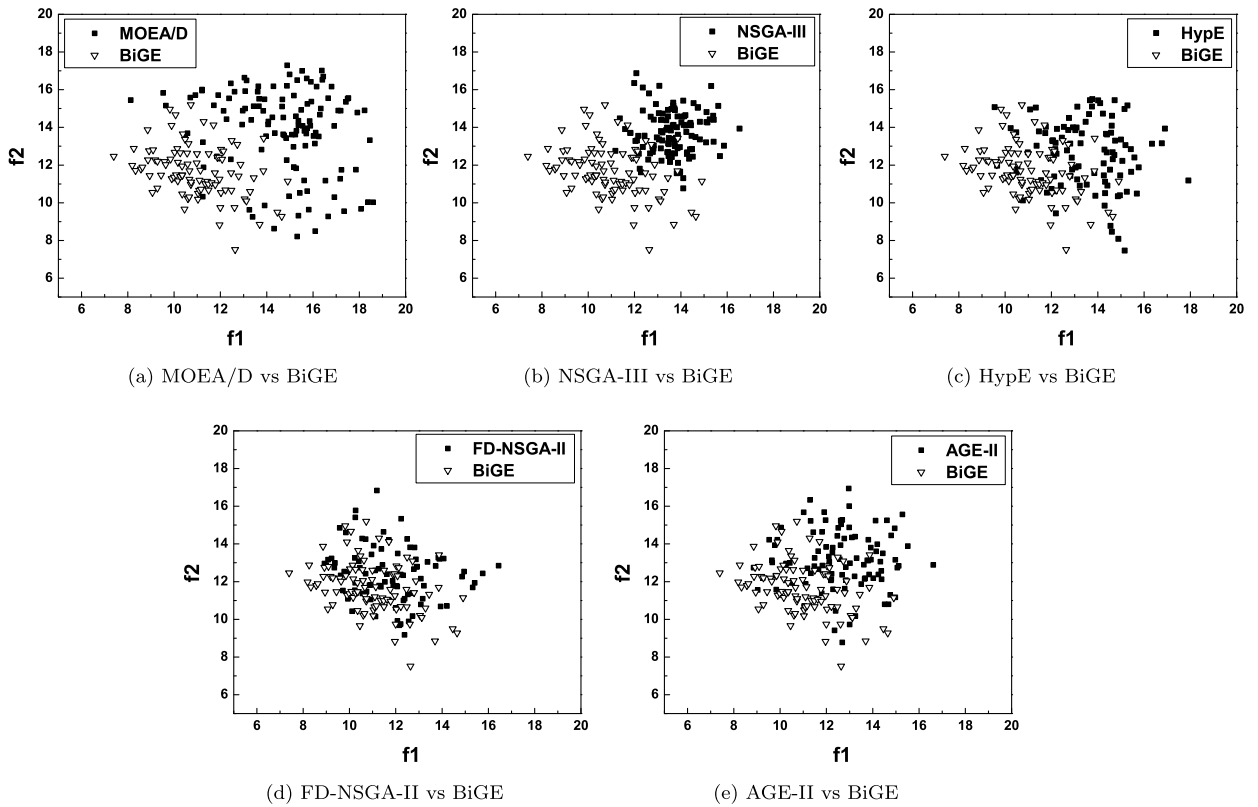 MOEA/D
BiGE
f2
20
18
16
14
12
10
8
6
6 8 10 12 14 16 18 20
f1
(a) MOEA/D vs BiGE
NSGA-III
BiGE
f2
20
18
16
14
12
10
8
6
6 8 10 12 14 16 18 20
f1
(b) NSGA-III vs BiGE
HypE
BiGE
f2
20
18
16
14
12
10
8
6
6 8 10 12 14 16 18 20
f1
(c) HypE vs BiGE
FD-NSGA-II
BiGE
f2
20
18
16
14
12
10
8
6
6 8 10 12 14 16 18 20
f1
(d) FD-NSGA-II vs BiGE
AGE-II
BiGE
f2
20
18
16
14
12
10
8
6
6 8 10 12 14 16 18 20
f1
(e) AGE-II vs BiGE